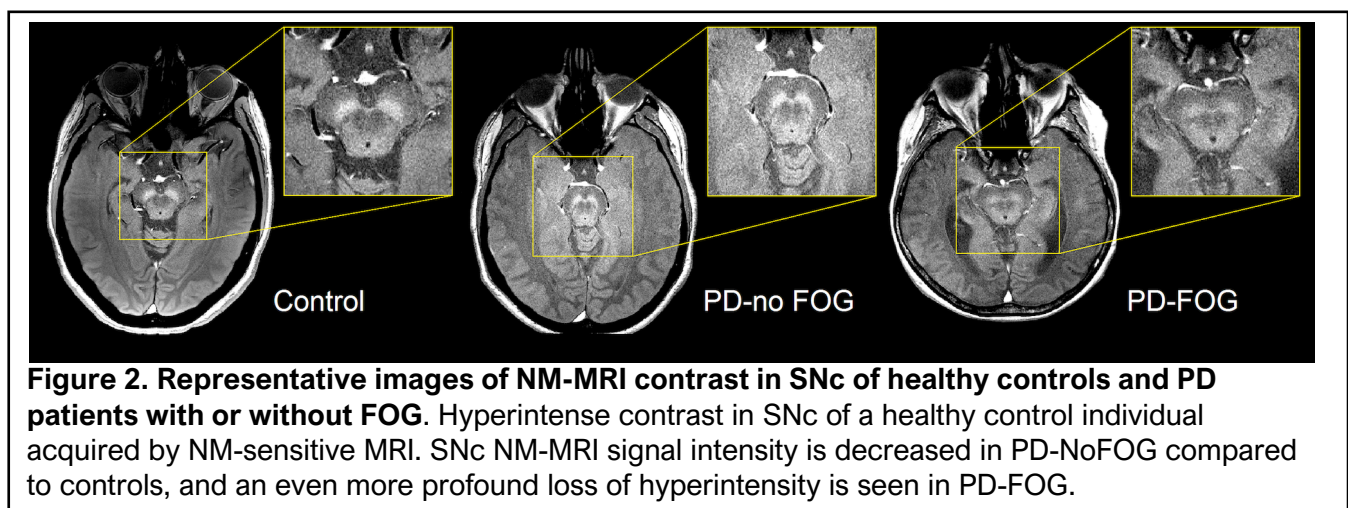 Control
PD-no FOG
PD-FOG
Figure 2. Representative images of NM-MRI contrast in SNc of healthy controls and PD
patients with or without FOG. Hyperintense contrast in SNc of a healthy control individual
acquired by NM-sensitive MRI. SNc NM-MRI signal intensity is decreased in PD-NoFOG compared
to controls, and an even more profound loss of hyperintensity is seen in PD-FOG.